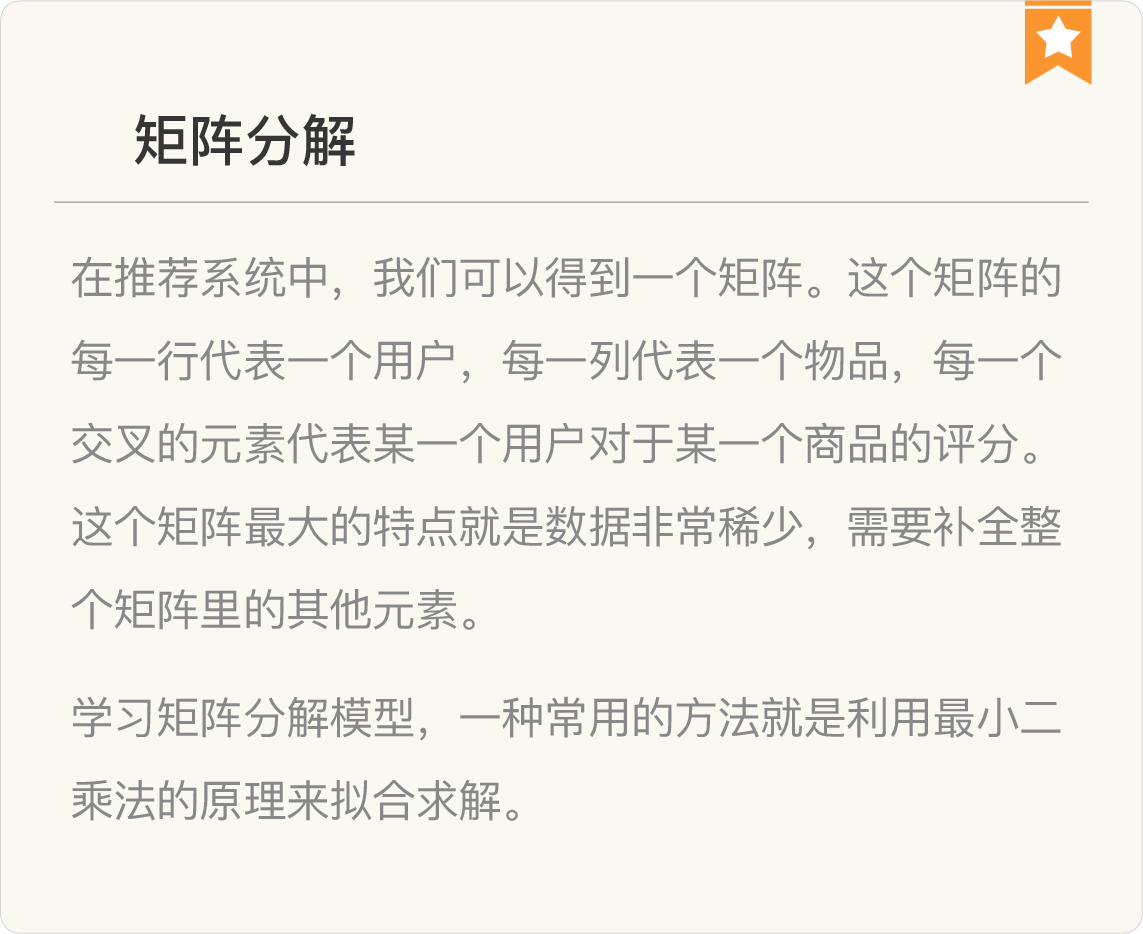 矩阵分解
在推荐系统中，我们可以得到一个矩阵。这个矩阵的
每一行代表一个用户，每一列代表一个物品，每一个
交叉的元素代表某一个用户对于某一个商品的评分。
这个矩阵最大的特点就是数据非常稀少，需要补全整
个矩阵里的其他元素。
学习矩阵分解模型，一种常用的方法就是利用最小二
乘法的原理来拟合求解。